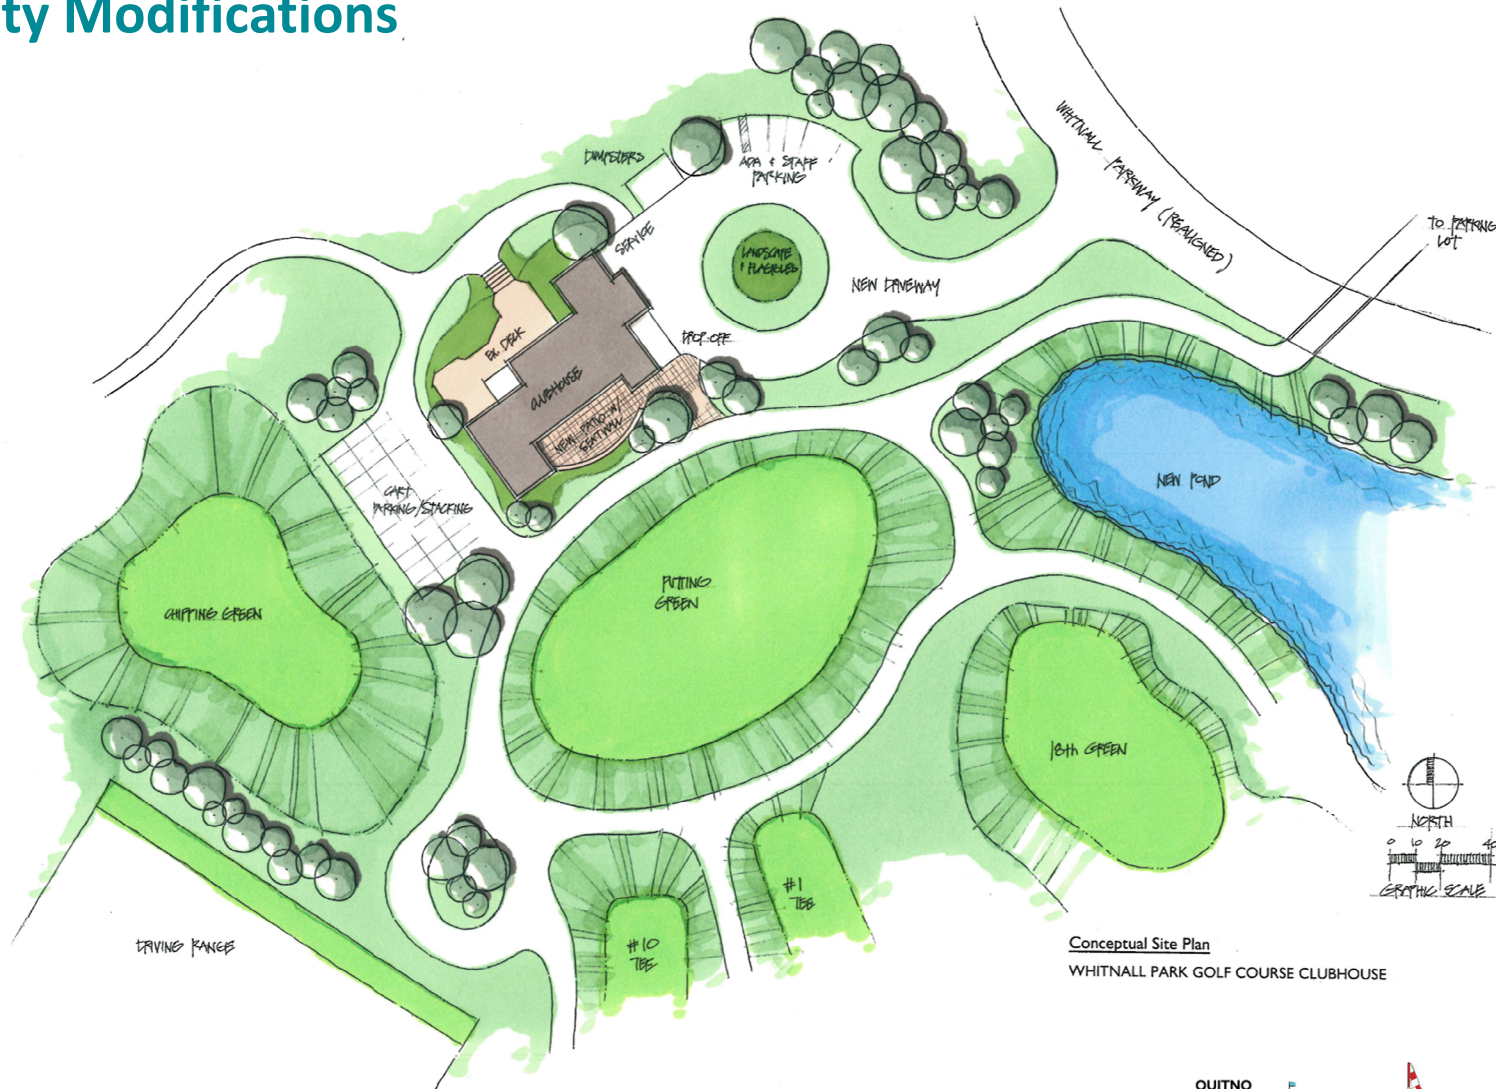 ty Modifications
DUMPSTERS
ADA & STAFF
PARKING
WHITNALL PARKWAY (REALIGNED)
TO PARKING
LOT
SERVICE
LANDSCAPE
& FLAGPOLES
NEW DRIVEWAY
DROP-OFF
EX. DECK
CLUBHOUSE
NEW PATIO W/
SEATWALL
CART
PARKING/STACKING
NEW POND
CHIPPING GREEN
PUTTING
GREEN
18th GREEN
NORTH
0 10 20 40
GRAPHIC SCALE
#1
TEE
#10
TEE
DRIVING RANGE
Conceptual Site Plan
WHITNALL PARK GOLF COURSE CLUBHOUSE
QUITNO